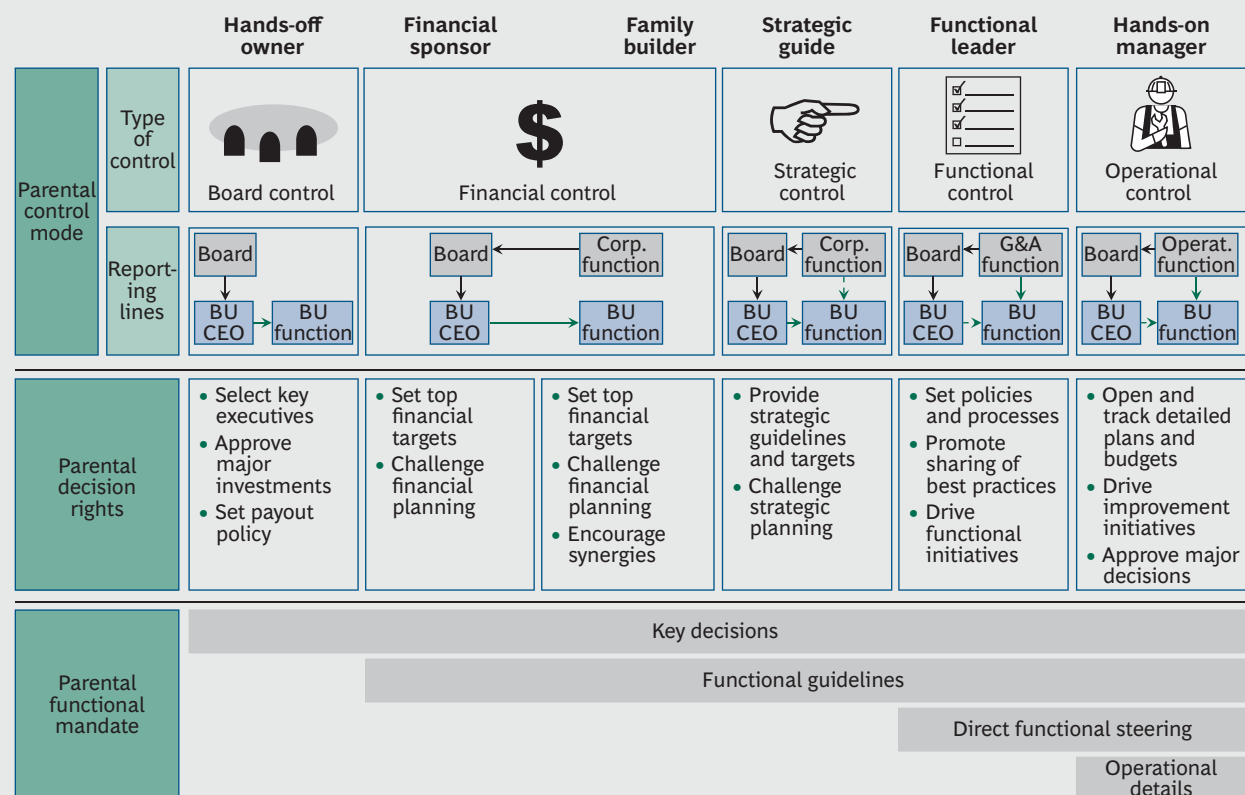 Hands-off
owner
Financial
sponsor
Family
builder
Strategic
guide
Functional
leader
Hands-on
manager
Parental
control
mode
Type
of
control
Board control
$
Financial control
Strategic
control
Functional
control
Operational
control
Report-
ing
lines
Board
BU
CEO
BU
function
Board
Corp.
function
BU
CEO
BU
function
Board
Corp.
function
BU
CEO
BU
function
Board
G&A
function
BU
CEO
BU
function
Board
Operat.
function
BU
CEO
BU
function
Parental
decision
rights
• Select key
executives
• Approve
major
investments
• Set payout
policy
• Set top
financial
targets
• Challenge
financial
planning
• Set top
financial
targets
• Challenge
financial
planning
• Encourage
synergies
• Provide
strategic
guidelines
and targets
• Challenge
strategic
planning
• Set policies
and processes
• Promote
sharing of
best practices
• Drive
functional
initiatives
• Open and
track detailed
plans and
budgets
• Drive
improvement
initiatives
• Approve major
decisions
Parental
functional
mandate
Key decisions
Functional guidelines
Direct functional steering
Operational
details